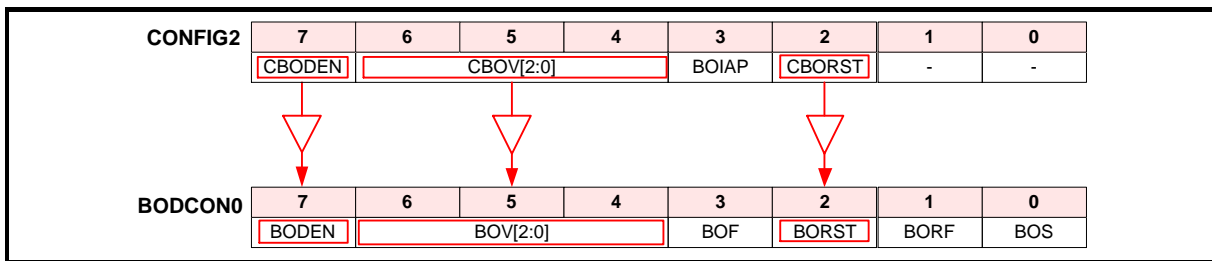 CONFIG2 7 6 5 4 3 2 1 0
CBODEN CBOV[2:0] BOIAP CBORST - -
BODCON0 7 6 5 4 3 2 1 0
BODEN BOV[2:0] BOF BORST BORF BOS